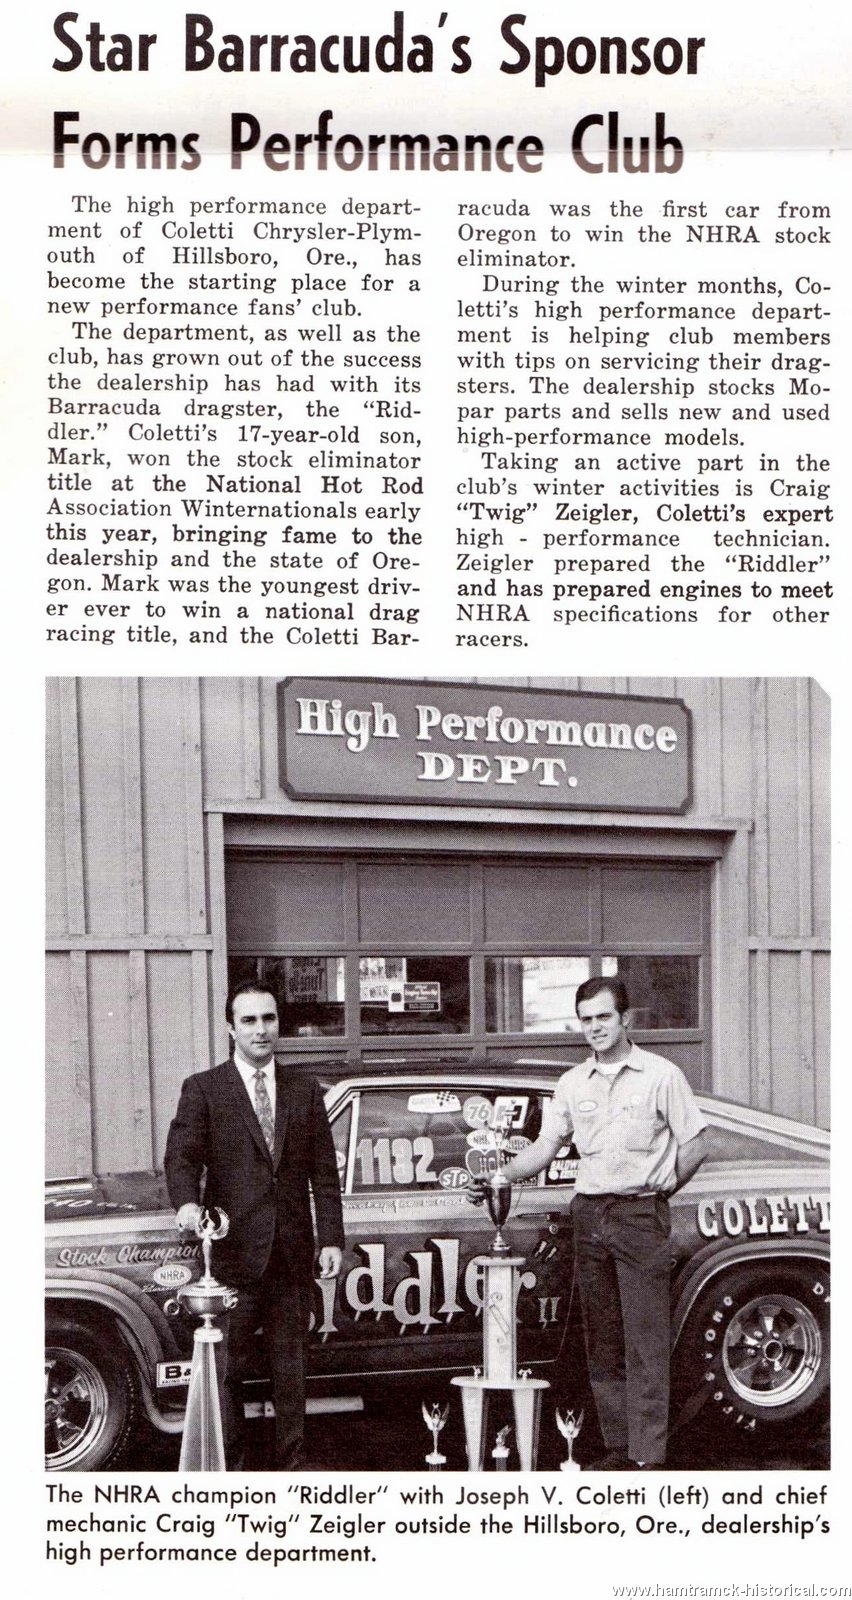 Star Barracuda's Sponsor
Forms Performance Club
The high performance depart-
ment of Coletti Chrysler-Plym-
outh of Hillsboro, Ore., has
become the starting place for a
new performance fans' club.
The department, as well as the
club, has grown out of the success
the dealership has had with its
Barracuda dragster, the "Rid-
dler." Coletti's 17-year-old son,
Mark, won the stock eliminator
title at the National Hot Rod
Association Winternationals early
this year, bringing fame to the
dealership and the state of Ore-
gon. Mark was the youngest driv-
er ever to win a national drag
racing title, and the Coletti Bar-
racuda was the first car from
Oregon to win the NHRA stock
eliminator.
During the winter months, Co-
letti's high performance depart-
ment is helping club members
with tips on servicing their drag-
sters. The dealership stocks Mo-
par parts and sells new and used
high-performance models.
Taking an active part in the
club's winter activities is Craig
"Twig" Zeigler, Coletti's expert
high - performance technician.
Zeigler prepared the "Riddler"
and has prepared engines to meet
NHRA specifications for other
racers.
High Performance
DEPT.
76
1132
NHRA
STP
COLETT
Stock Champion
NHRA
iddler II
B&
The NHRA champion "Riddler" with Joseph V. Coletti (left) and chief
mechanic Craig "Twig" Zeigler outside the Hillsboro, Ore., dealership's
high performance department.
www.hamtramck-historical.com